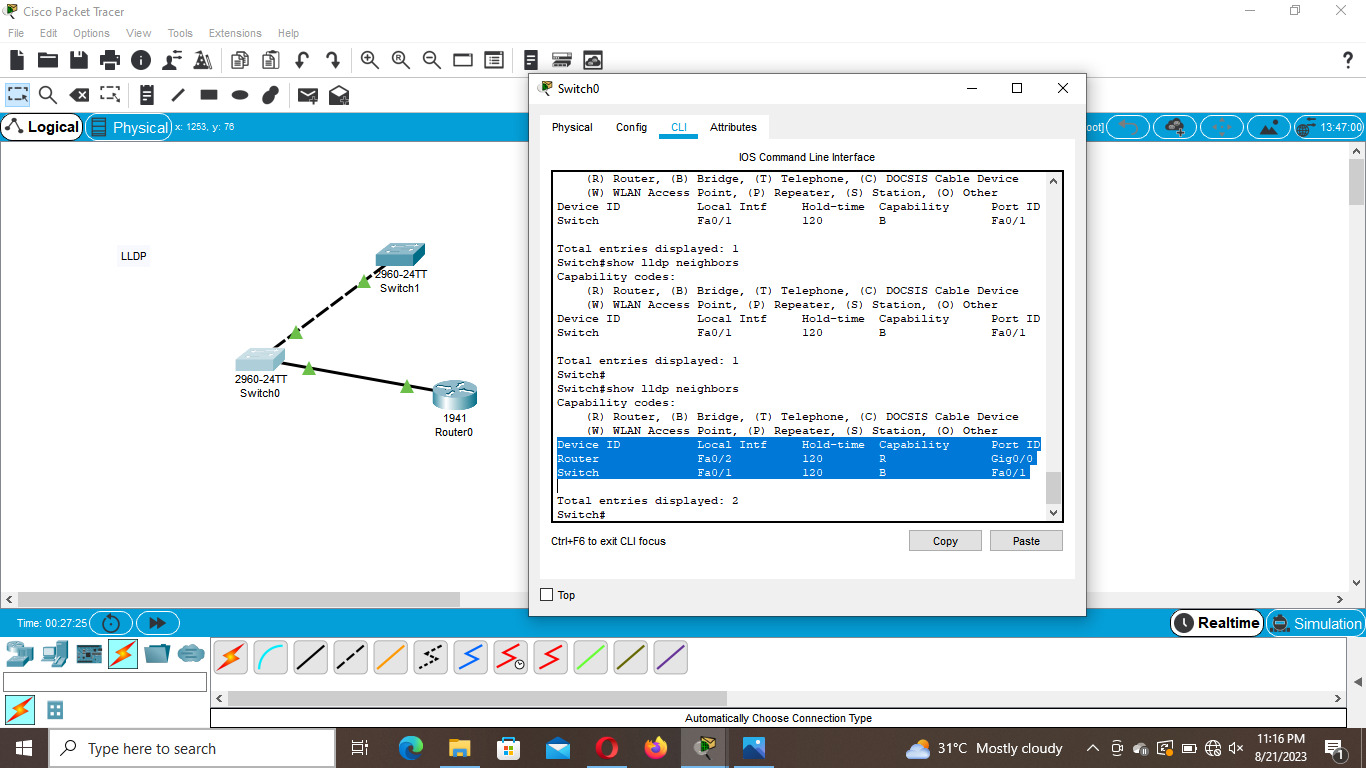 Cisco Packet Tracer
File Edit Options View Tools Extensions Help
Logical
Physical
x: 1253, y: 76
oot]
13:47:00
LLDP
2960-24TT
Switch1
2960-24TT
Switch0
1941
Router0
Switch0
Physical Config CLI Attributes
IOS Command Line Interface
(R) Router, (B) Bridge, (T) Telephone, (C) DOCSIS Cable Device
(W) WLAN Access Point, (P) Repeater, (S) Station, (O) Other
Device ID Local Intf Hold-time Capability Port ID
Switch Fa0/1 120 B Fa0/1
Total entries displayed: 1
Switch#show lldp neighbors
Capability codes:
(R) Router, (B) Bridge, (T) Telephone, (C) DOCSIS Cable Device
(W) WLAN Access Point, (P) Repeater, (S) Station, (O) Other
Device ID Local Intf Hold-time Capability Port ID
Switch Fa0/1 120 B Fa0/1
Total entries displayed: 1
Switch#
Switch#show lldp neighbors
Capability codes:
(R) Router, (B) Bridge, (T) Telephone, (C) DOCSIS Cable Device
(W) WLAN Access Point, (P) Repeater, (S) Station, (O) Other
Device ID Local Intf Hold-time Capability Port ID
Router Fa0/2 120 R Gig0/0
Switch Fa0/1 120 B Fa0/1
Total entries displayed: 2
Switch#
Ctrl+F6 to exit CLI focus
Copy
Paste
Top
Time: 00:27:25
Realtime
Simulation
Automatically Choose Connection Type
Type here to search
31°C Mostly cloudy
11:16 PM
8/21/2023
1